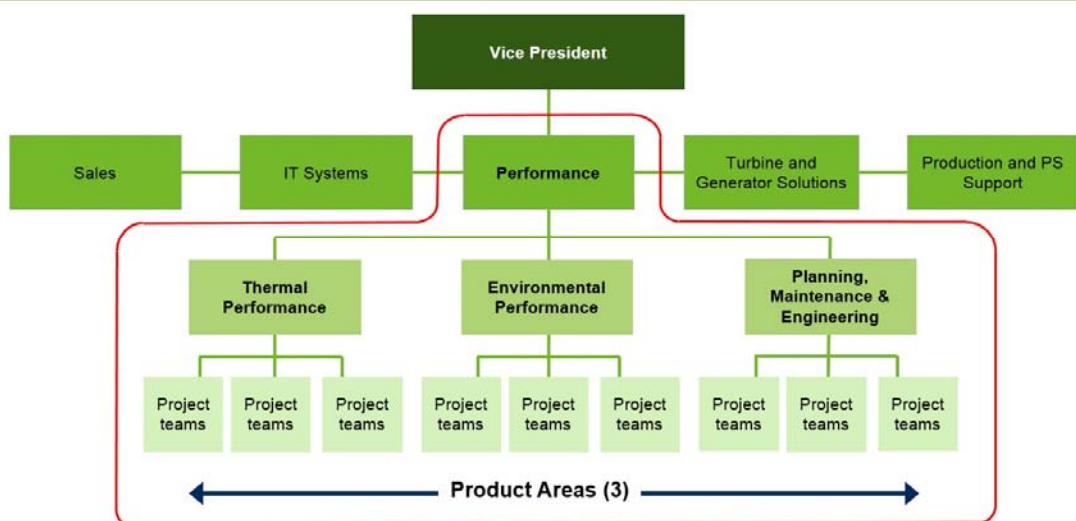 Vice President
Sales
IT Systems
Performance
Turbine and
Generator Solutions
Production and PS
Support
Thermal
Performance
Environmental
Performance
Planning,
Maintenance &
Engineering
Project
teams
Project
teams
Project
teams
Project
teams
Project
teams
Project
teams
Project
teams
Project
teams
Project
teams
Product Areas (3)